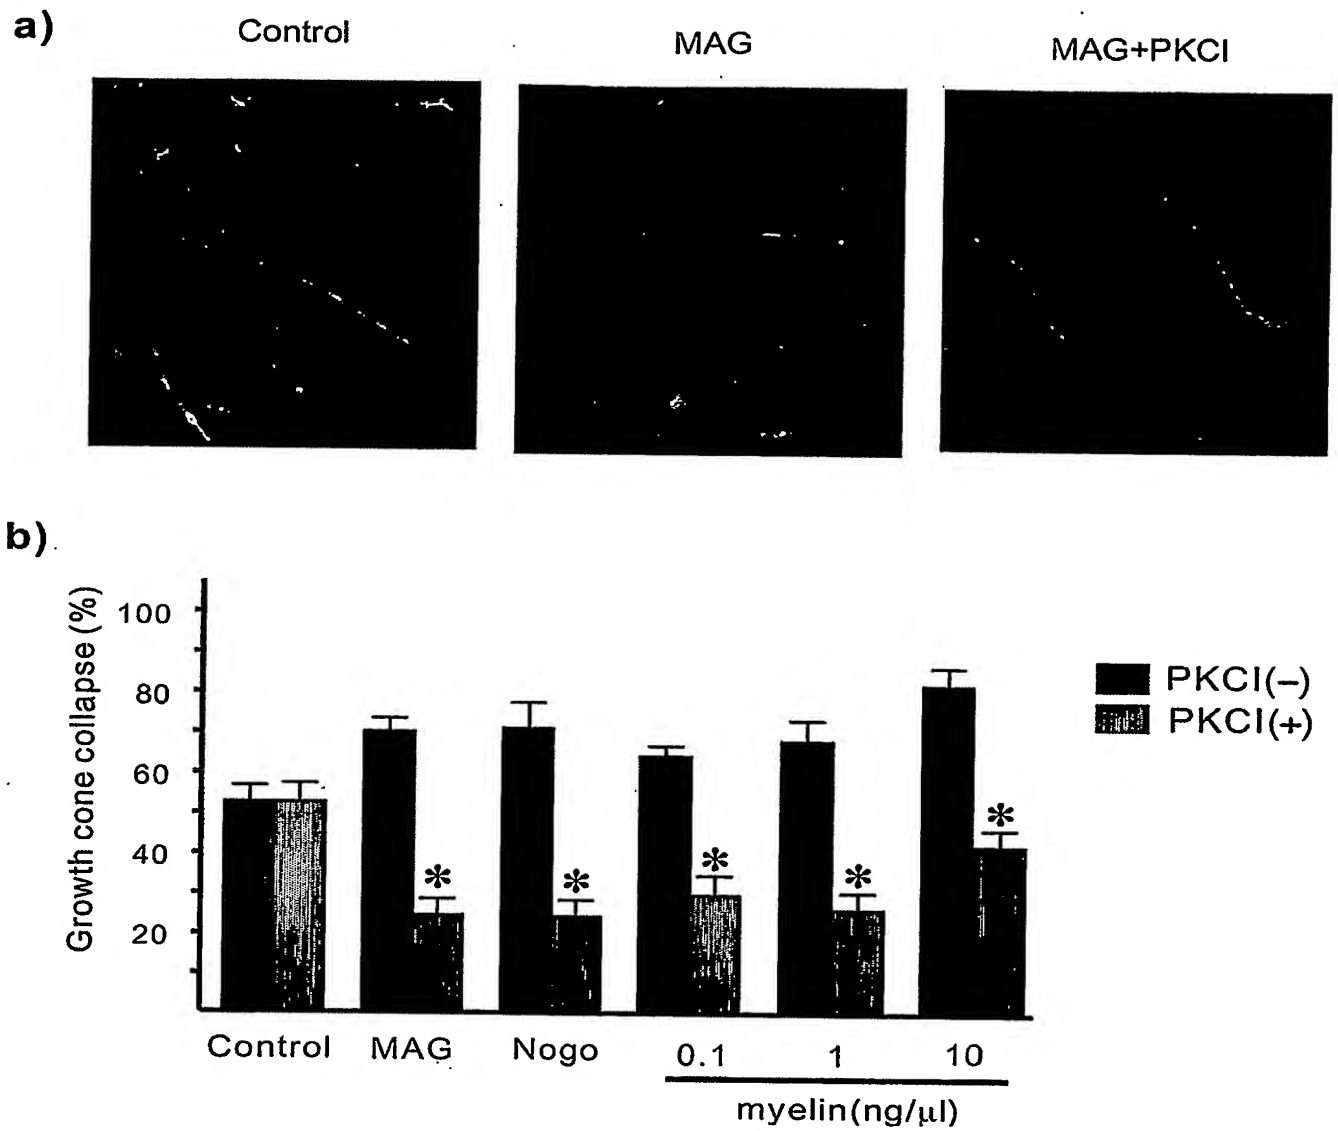 a)
Control
MAG
MAG+PKCI
b)
Growth cone collapse (%)
100
80
60
40
20
*
*
*
*
*
PKCI(–)
PKCI(+)
Control
MAG
Nogo
0.1
1
10
myelin(ng/μl)